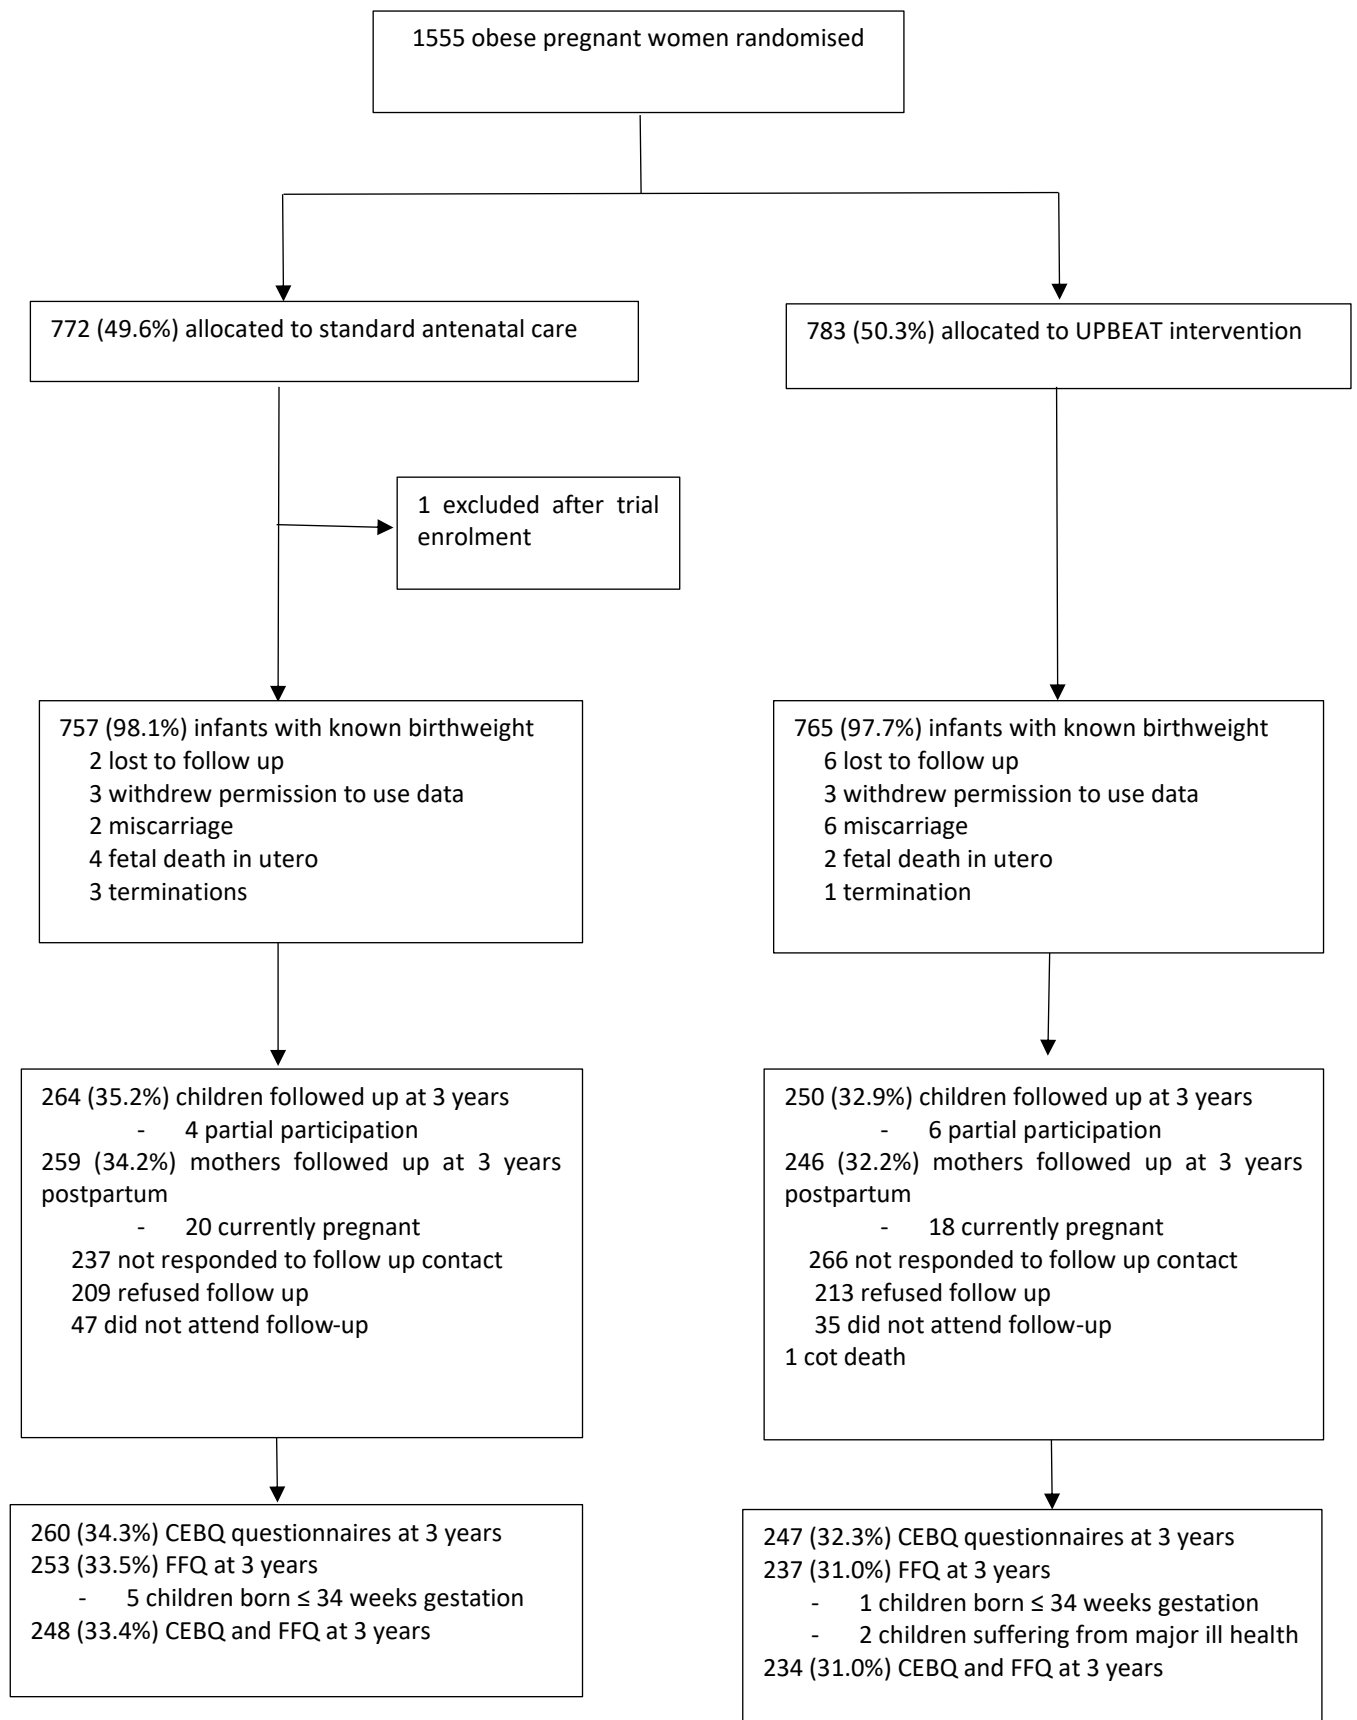 1555 obese pregnant women randomised
772 (49.6%) allocated to standard antenatal care
783 (50.3%) allocated to UPBEAT intervention
1 excluded after trial
enrolment
757 (98.1%) infants with known birthweight
2 lost to follow up
3 withdrew permission to use data
2 miscarriage
4 fetal death in utero
3 terminations
765 (97.7%) infants with known birthweight
6 lost to follow up
3 withdrew permission to use data
6 miscarriage
2 fetal death in utero
1 termination
264 (35.2%) children followed up at 3 years
- 4 partial participation
259 (34.2%) mothers followed up at 3 years
postpartum
- 20 currently pregnant
237 not responded to follow up contact
209 refused follow up
47 did not attend follow-up
250 (32.9%) children followed up at 3 years
- 6 partial participation
246 (32.2%) mothers followed up at 3 years
postpartum
- 18 currently pregnant
266 not responded to follow up contact
213 refused follow up
35 did not attend follow-up
1 cot death
260 (34.3%) CEBQ questionnaires at 3 years
253 (33.5%) FFQ at 3 years
- 5 children born ≤ 34 weeks gestation
248 (33.4%) CEBQ and FFQ at 3 years
247 (32.3%) CEBQ questionnaires at 3 years
237 (31.0%) FFQ at 3 years
- 1 children born ≤ 34 weeks gestation
- 2 children suffering from major ill health
234 (31.0%) CEBQ and FFQ at 3 years